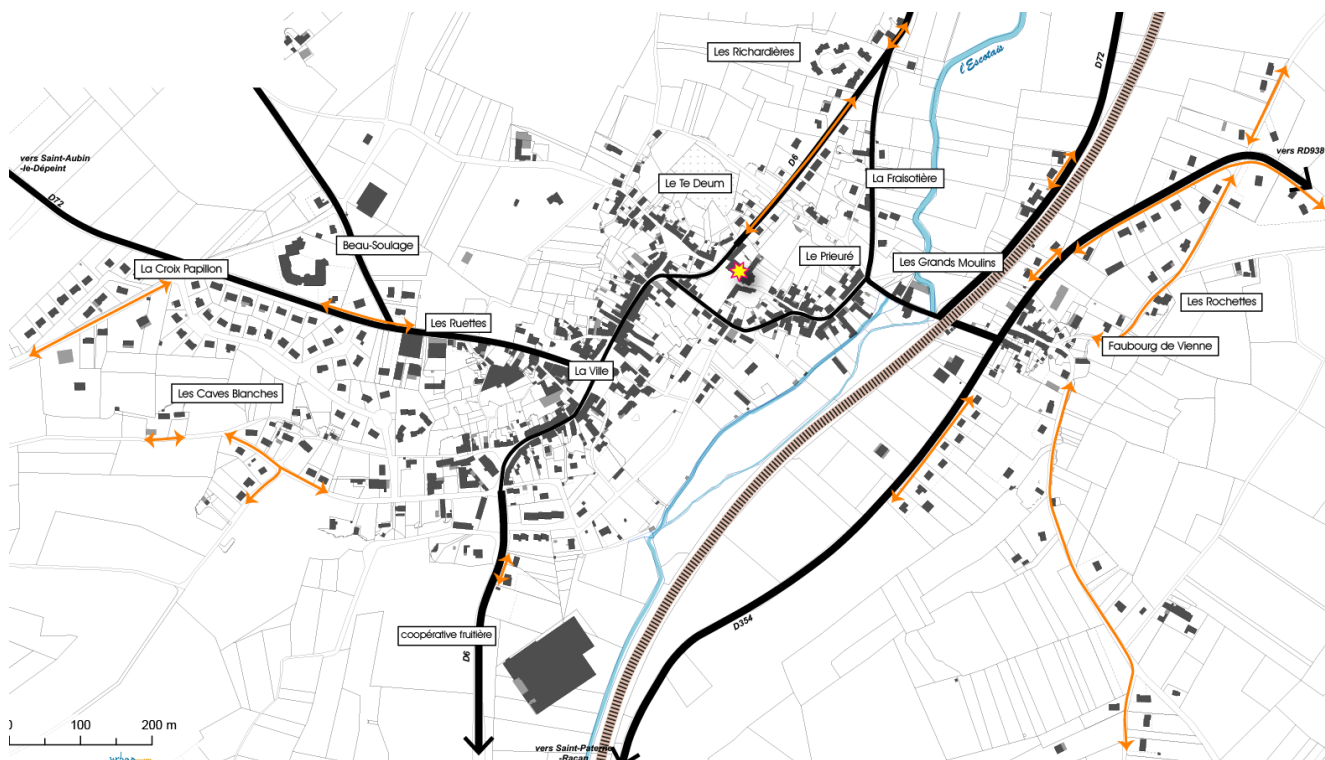 Les Richardières
l'Escotais
D72
vers Saint-Aubin
-le-Dépeint
vers RD938
D6
Le Te Deum
La Fraisotière
D72
Beau-Soulage
Le Prieuré
Les Grands Moulins
La Croix Papillon
Les Rochettes
Les Ruettes
Faubourg de Vienne
La Ville
Les Caves Blanches
D354
coopérative fruitière
D6
0 100 200 m
vers Saint-Paterne
-Racan